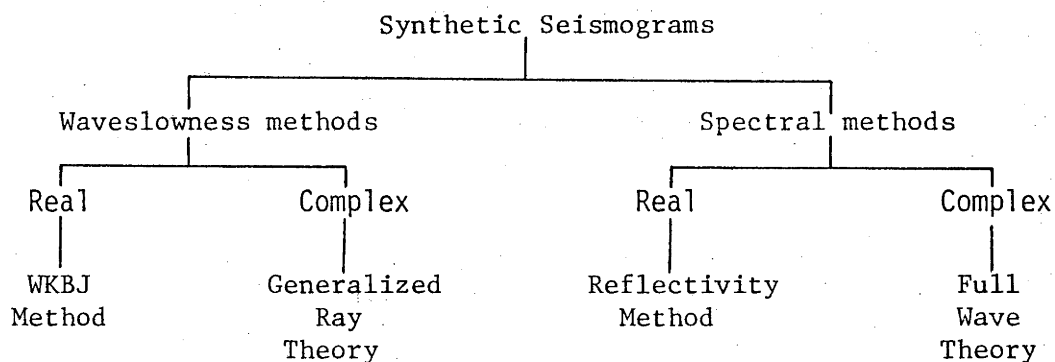 Synthetic Seismograms
Waveslowness methods
Spectral methods
Real
Complex
Real
Complex
WKBJ
Method
Generalized
Ray
Theory
Reflectivity
Method
Full
Wave
Theory